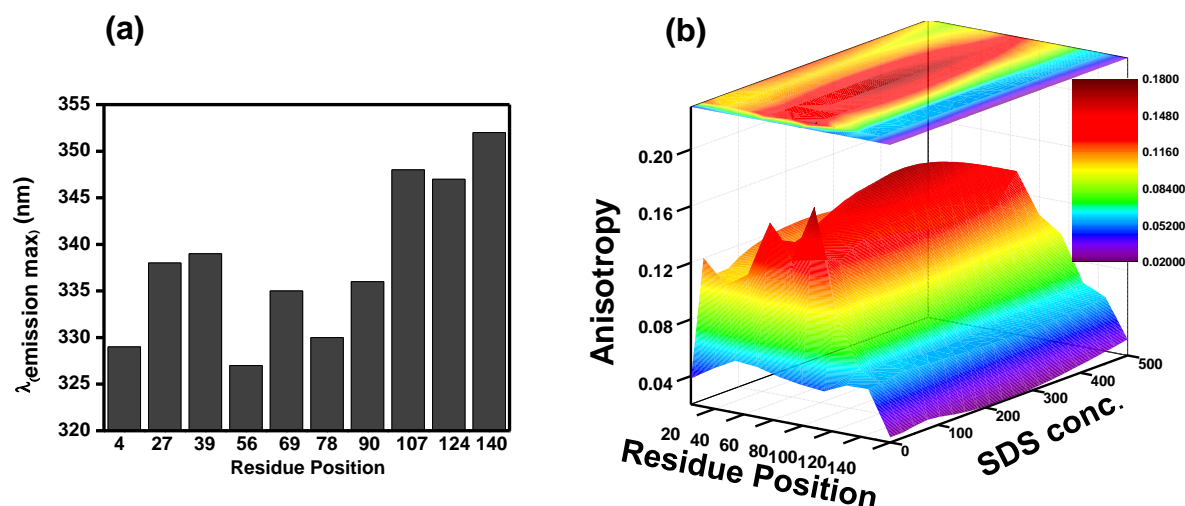 (a)
355
350
345
340
335
330
325
320
λ(emission max) (nm)
4 27 39 56 69 78 90 107 124 140
Residue Position
(b)
0.20
0.16
0.12
0.08
0.04
Anisotropy
20 40 60 80 100 120 140
Residue Position
0 100 200 300 400 500
SDS conc.
0.1800
0.1480
0.1160
0.08400
0.05200
0.02000